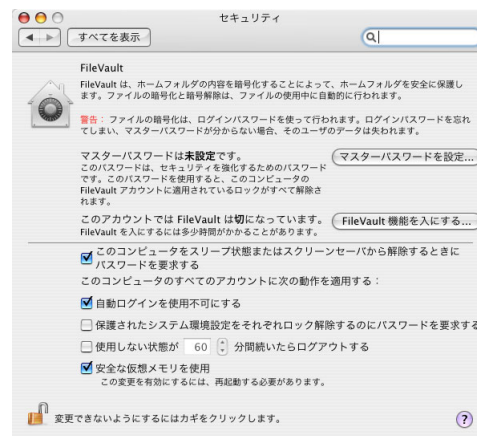 セキュリティ
すべてを表示
FileVault
FileVault は、ホームフォルダの内容を暗号化することによって、ホームフォルダを安全に保護し
ます。ファイルの暗号化と暗号解除は、ファイルの使用中に自動的に行われます。
警告： ファイルの暗号化は、ログインパスワードを使って行われます。ログインパスワードを忘れ
てしまい、マスターパスワードが分からない場合、そのユーザのデータは失われます。
マスターパスワードは未設定です。
このパスワードは、セキュリティを強化するためのパスワード
です。このパスワードを使用すると、このコンピュータの
FileVault アカウントに適用されているロックがすべて解除さ
れます。
マスターパスワードを設定...
このアカウントでは FileVault は切になっています。
FileVault を入にするには多少時間がかかることがあります。
FileVault 機能を入にする...
このコンピュータをスリープ状態またはスクリーンセーバから解除するときに
パスワードを要求する
このコンピュータのすべてのアカウントに次の動作を適用する：
自動ログインを使用不可にする
保護されたシステム環境設定をそれぞれロック解除するのにパスワードを要求する
使用しない状態が 60 分間続いたらログアウトする
安全な仮想メモリを使用
この変更を有効にするには、再起動する必要があります。
変更できないようにするにはカギをクリックします。
?